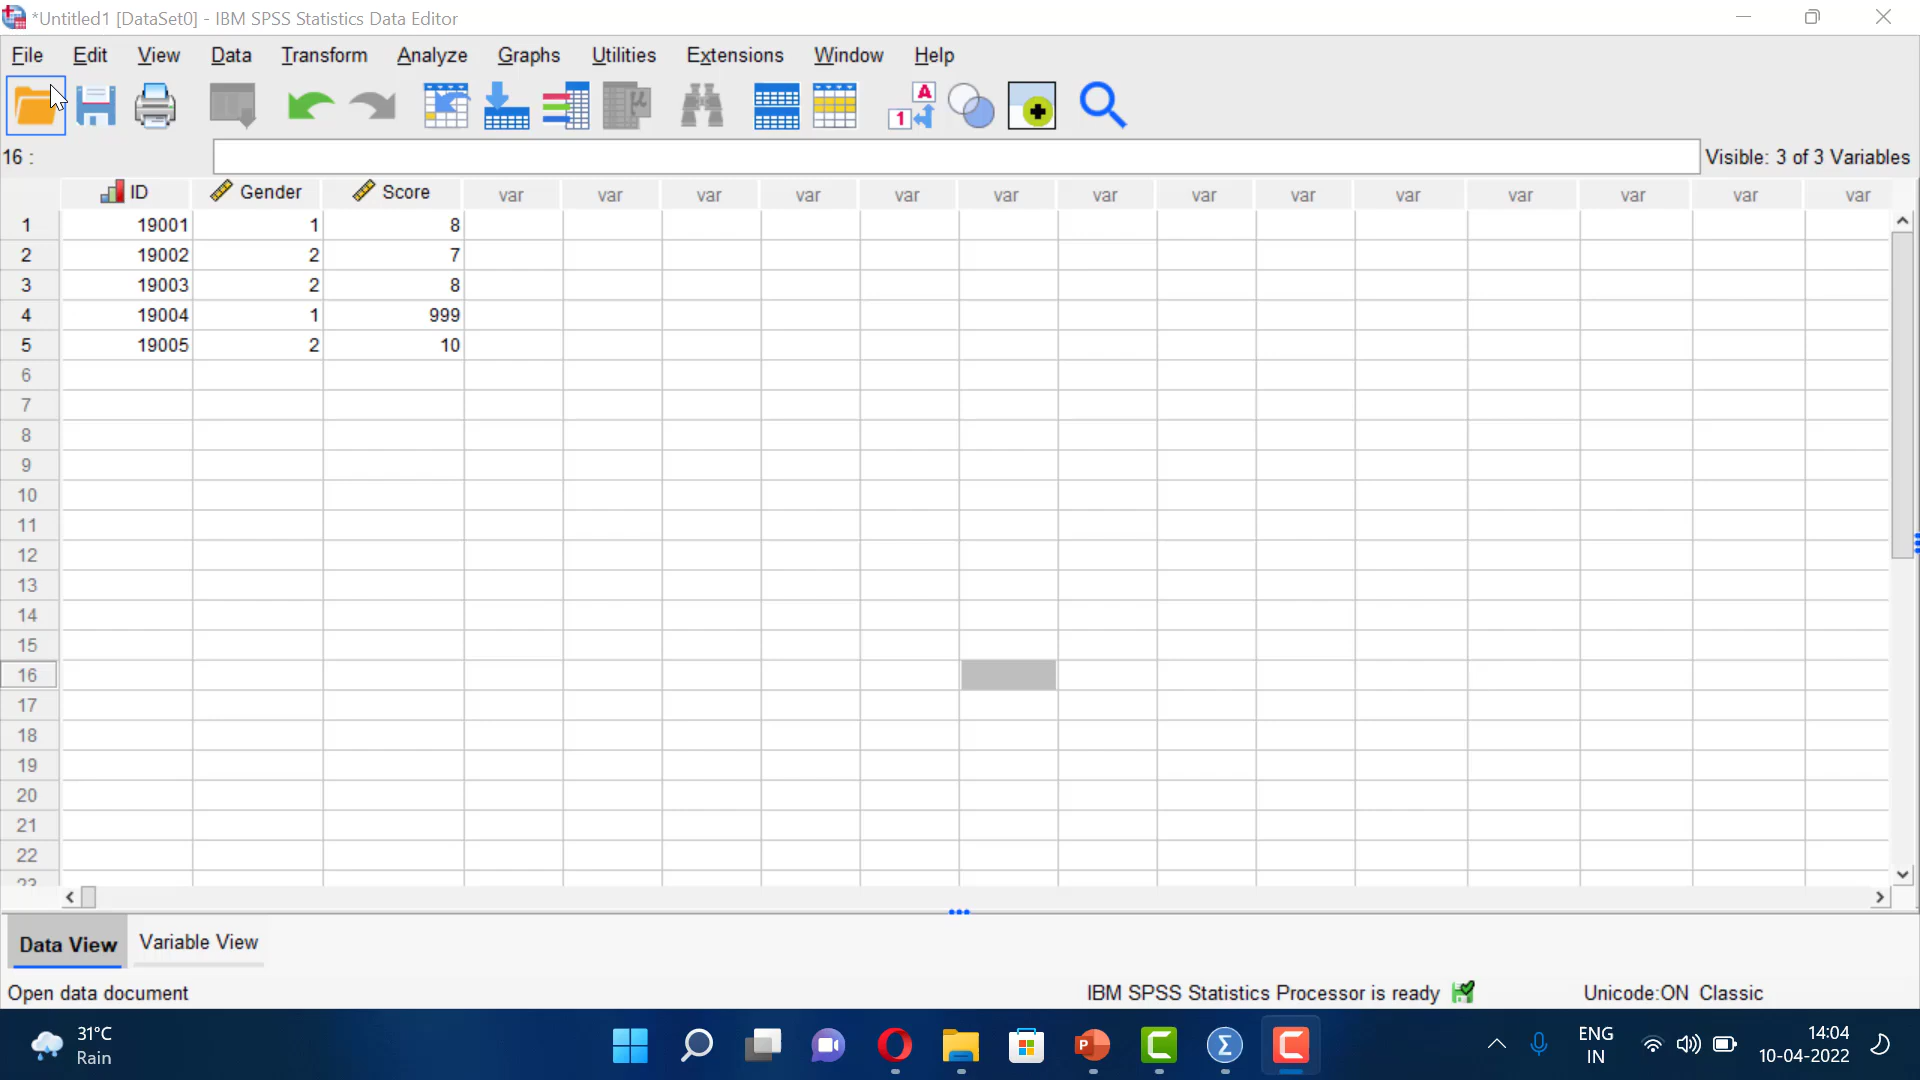 *Untitled1 [DataSet0] - IBM SPSS Statistics Data Editor
File Edit View Data Transform Analyze Graphs Utilities Extensions Window Help
A
1
16 :
Visible: 3 of 3 Variables
ID Gender Score var var var var var var var var var var var var var var
1 19001 1 8
2 19002 2 7
3 19003 2 8
4 19004 1 999
5 19005 2 10
6
7
8
9
10
11
12
13
14
15
16
17
18
19
20
21
22
23
Data View Variable View
Open data document IBM SPSS Statistics Processor is ready Unicode:ON Classic
31°C
Rain
P
ENG
IN
14:04
10-04-2022